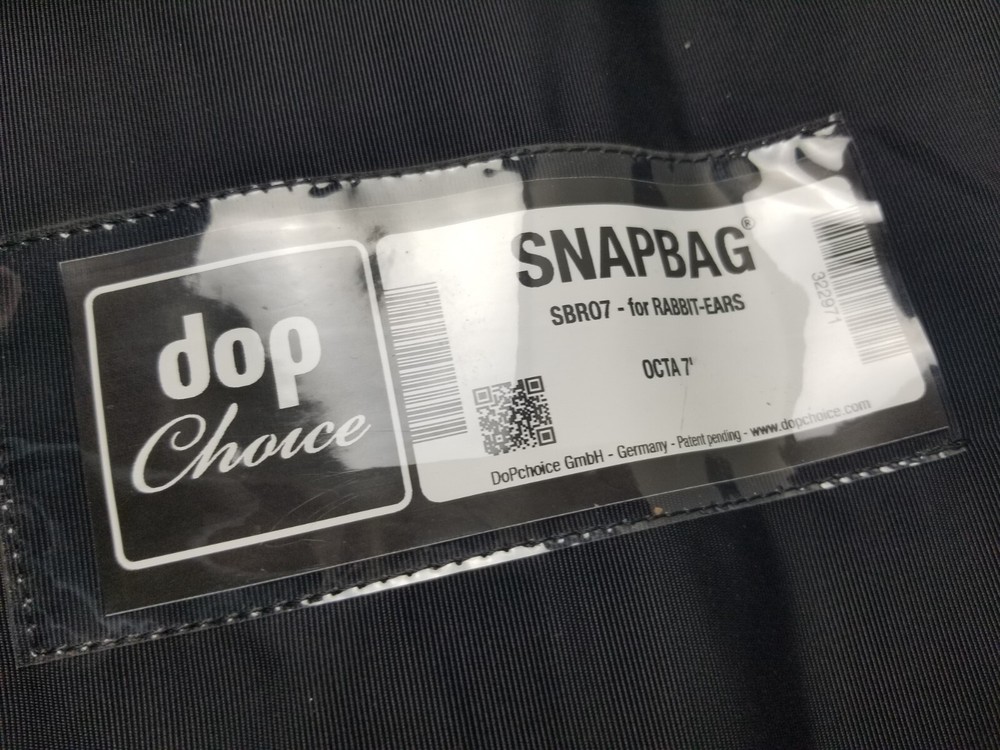 dop
Choice
SNAPBAG®
SBR07 - for RABBIT-EARS
OCTA 7'
DoPchoice GmbH - Germany - Patent pending - www.dopchoice.com
322971